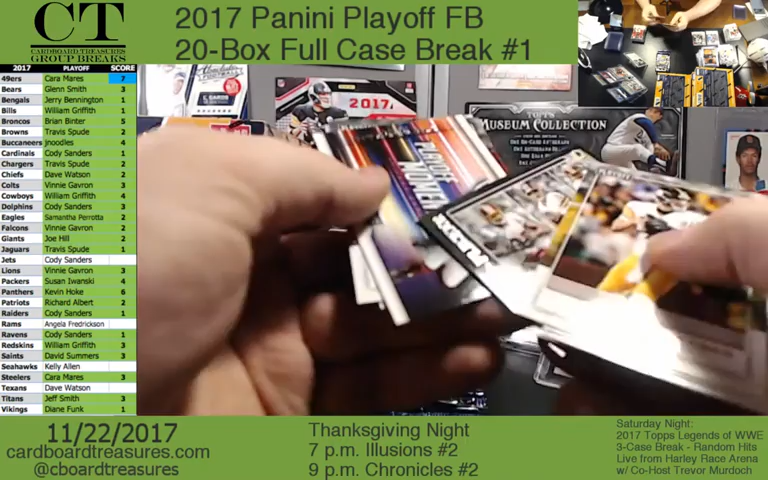 CT
CARDBOARD TREASURES
GROUP BREAKS
2017 Panini Playoff FB
20-Box Full Case Break #1
2017 PLAYOFF SCORE
49ers Cara Mares 7
Bears Glenn Smith 3
Bengals Jerry Bennington 1
Bills William Griffith 1
Broncos Brian Binter 5
Browns Travis Spude 2
Buccaneers jnoodles 4
Cardinals Cody Sanders 1
Chargers Travis Spude 2
Chiefs Dave Watson 2
Colts Vinnie Gavron 3
Cowboys William Griffith 4
Dolphins Cody Sanders 3
Eagles Samantha Perrotta 2
Falcons Vinnie Gavron 2
Giants Joe Hill 2
Jaguars Travis Spude 1
Jets Cody Sanders
Lions Vinnie Gavron 3
Packers Susan Iwanski 4
Panthers Kevin Hoke 6
Patriots Richard Albert 2
Raiders Cody Sanders 1
Rams Angela Fredrickson
Ravens Cody Sanders 1
Redskins William Griffith 3
Saints David Summers 3
Seahawks Kelly Allen
Steelers Cara Mares 3
Texans Dave Watson
Titans Jeff Smith 3
Vikings Diane Funk 1
2017
TOPPS
MUSEUM COLLECTION
11/22/2017
cardboardtreasures.com
@cboardtreasures
Thanksgiving Night
7 p.m. Illusions #2
9 p.m. Chronicles #2
Saturday Night:
2017 Topps Legends of WWE
3-Case Break - Random Hits
Live from Harley Race Arena
w/ Co-Host Trevor Murdoch